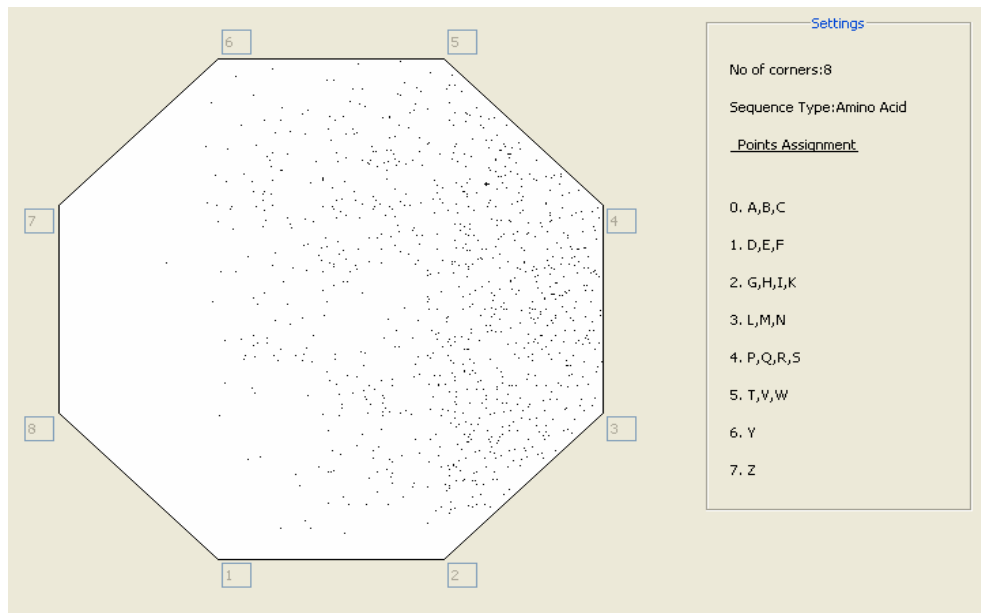 6
5
7
4
8
3
1
2
Settings
No of corners:8
Sequence Type:Amino Acid
Points Assignment
0. A,B,C
1. D,E,F
2. G,H,I,K
3. L,M,N
4. P,Q,R,S
5. T,V,W
6. Y
7. Z